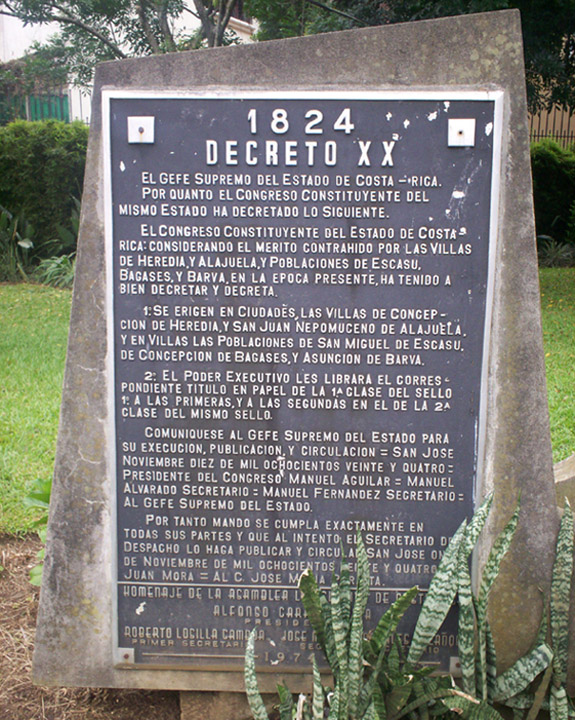 1824
DECRETO XX
EL GEFE SUPREMO DEL ESTADO DE COSTA - RICA.
POR QUANTO EL CONGRESO CONSTITUYENTE DEL
MISMO ESTADO HA DECRETADO LO SIGUIENTE.
EL CONGRESO CONSTITUYENTE DEL ESTADO DE COSTA
RICA: CONSIDERANDO EL MERITO CONTRAHIDO POR LAS VILLAS
DE HEREDIA, Y ALAJUELA, Y POBLACIONES DE ESCASU,
BAGASES, Y BARVA, EN LA EPOCA PRESENTE, HA TENIDO A
BIEN DECRETAR Y DECRETA.
1: SE ERIGEN EN CIUDADES, LAS VILLAS DE CONCEP-
CION DE HEREDIA, Y SAN JUAN NEPOMUCENO DE ALAJUELA,
Y EN VILLAS LAS POBLACIONES DE SAN MIGUEL DE ESCASU,
DE CONCEPCION DE BAGASES, Y ASUNCION DE BARVA.
2: EL PODER EXECUTIVO LES LIBRARA EL CORRES-
PONDIENTE TITULO EN PAPEL DE LA 1ª CLASE DEL SELLO
1: A LAS PRIMERAS, Y A LAS SEGUNDAS EN EL DE LA 2ª
CLASE DEL MISMO SELLO.
COMUNIQUESE AL GEFE SUPREMO DEL ESTADO PARA
SU EXECUCION, PUBLICACION, Y CIRCULACION = SAN JOSE
NOVIEMBRE DIEZ DE MIL OCHOCIENTOS VEINTE Y QUATRO =
PRESIDENTE DEL CONGRESO MANUEL AGUILAR = MANUEL
ALVARADO SECRETARIO = MANUEL FERNANDEZ SECRETARIO =
AL GEFE SUPREMO DEL ESTADO.
POR TANTO MANDO SE CUMPLA EXACTAMENTE EN
TODAS SUS PARTES Y QUE AL INTENTO EL SECRETARIO DE
DESPACHO LO HAGA PUBLICAR Y CIRCULAR SAN JOSE
DE NOVIEMBRE DE MIL OCHOCIENTOS VEINTE Y QUATRO
JUAN MORA = AL C. JOSE
HOMENAJE DE LA ASAMBLEA DE
ALFONSO
ROBERTO JOSE
PRIMER SECRETARIO
197